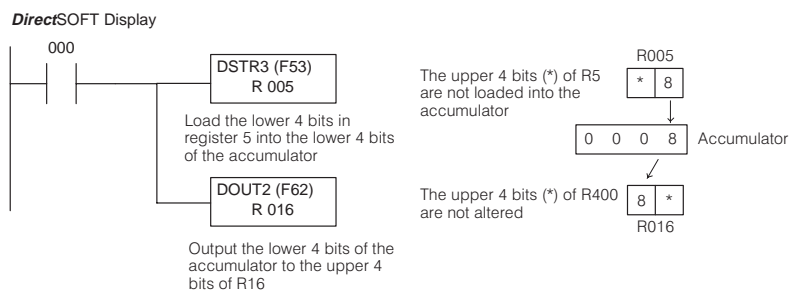 DirectSOFT Display
000
DSTR3 (F53)
R 005
Load the lower 4 bits in
register 5 into the lower 4 bits
of the accumulator
DOUT2 (F62)
R 016
Output the lower 4 bits of the
accumulator to the upper 4
bits of R16
R005
The upper 4 bits (*) of R5
are not loaded into the
accumulator
* 8
0 0 0 8 Accumulator
The upper 4 bits (*) of R400
are not altered
8 *
R016